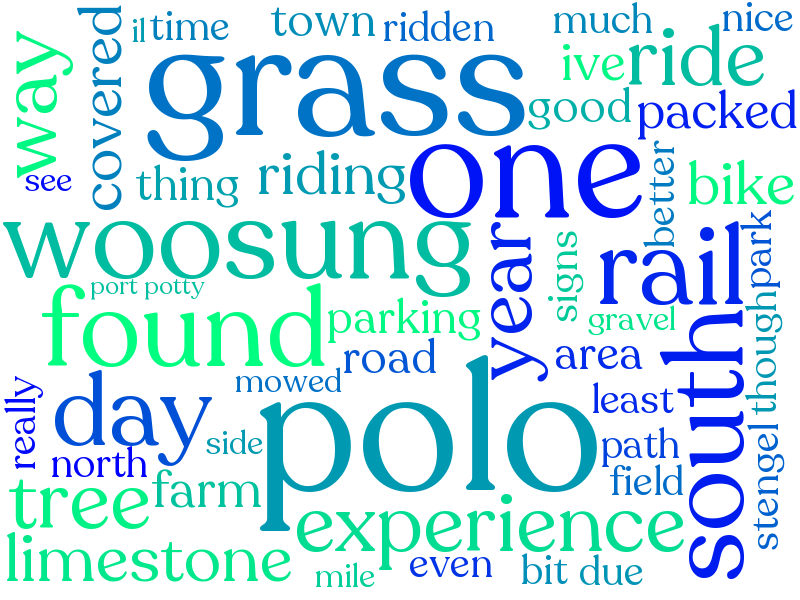 il time
town
ridden
much
nice
way
covered
grass
ive
ride
good
packed
see
thing
riding
one
better
bike
woosung
year
signs
rail
park
port potty
found
parking
gravel
south
though
road
area
mowed
day
polo
least
really
north
side
path
stengel
tree
farm
field
experience
limestone
mile
even
bit
due